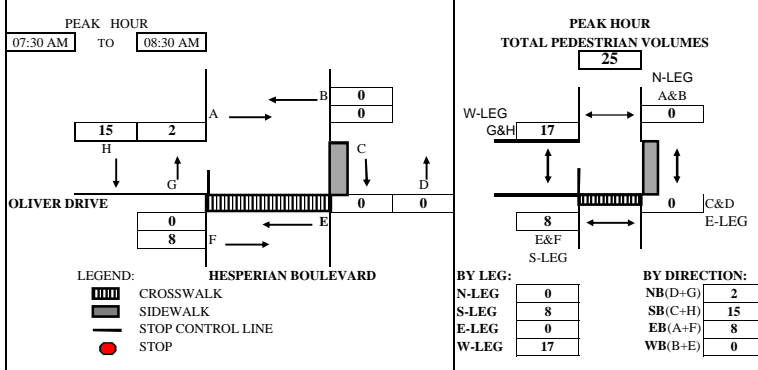 PEAK HOUR
07:30 AM TO 08:30 AM
B 0
A 0
15 2
H C
G D
OLIVER DRIVE 0 0
0 E
8 F
LEGEND: HESPERIAN BOULEVARD
CROSSWALK
SIDEWALK
STOP CONTROL LINE
STOP
PEAK HOUR
TOTAL PEDESTRIAN VOLUMES
25
N-LEG
A&B
W-LEG 0
G&H 17
0 C&D
8 E-LEG
E&F
S-LEG
BY LEG: BY DIRECTION:
N-LEG 0 NB(D+G) 2
S-LEG 8 SB(C+H) 15
E-LEG 0 EB(A+F) 8
W-LEG 17 WB(B+E) 0